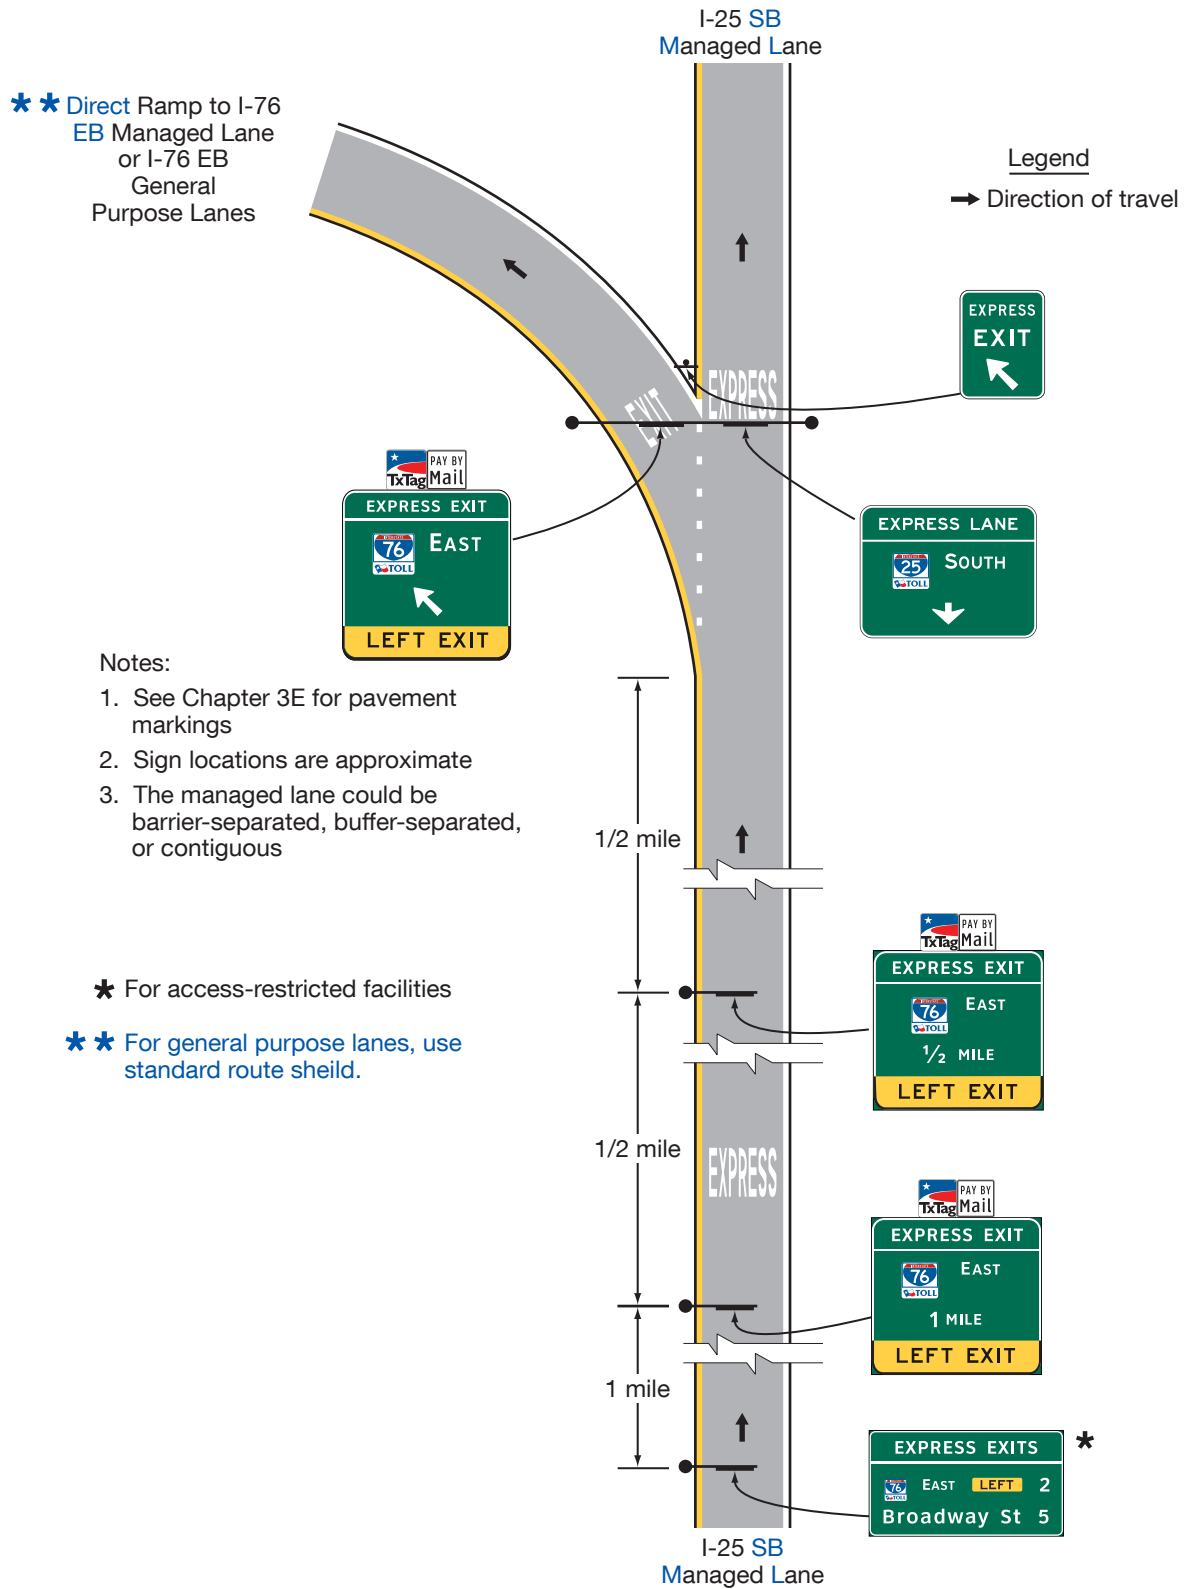 I-25 SB
Managed Lane
** Direct Ramp to I-76
EB Managed Lane
or I-76 EB
General
Purpose Lanes
Legend
Direction of travel
EXPRESS
EXIT
EXIT
EXPRESS
TxTag
PAY BY
Mail
EXPRESS EXIT
INTERSTATE
76
TOLL
EAST
LEFT EXIT
EXPRESS LANE
INTERSTATE
25
TOLL
SOUTH
Notes:
1. See Chapter 3E for pavement
markings
2. Sign locations are approximate
3. The managed lane could be
barrier-separated, buffer-separated,
or contiguous
1/2 mile
* For access-restricted facilities
** For general purpose lanes, use
standard route sheild.
TxTag
PAY BY
Mail
EXPRESS EXIT
INTERSTATE
76
TOLL
EAST
1/2 MILE
LEFT EXIT
1/2 mile
EXPRESS
TxTag
PAY BY
Mail
EXPRESS EXIT
INTERSTATE
76
TOLL
EAST
1 MILE
LEFT EXIT
1 mile
EXPRESS EXITS *
76
TOLL
EAST LEFT 2
Broadway St 5
I-25 SB
Managed Lane